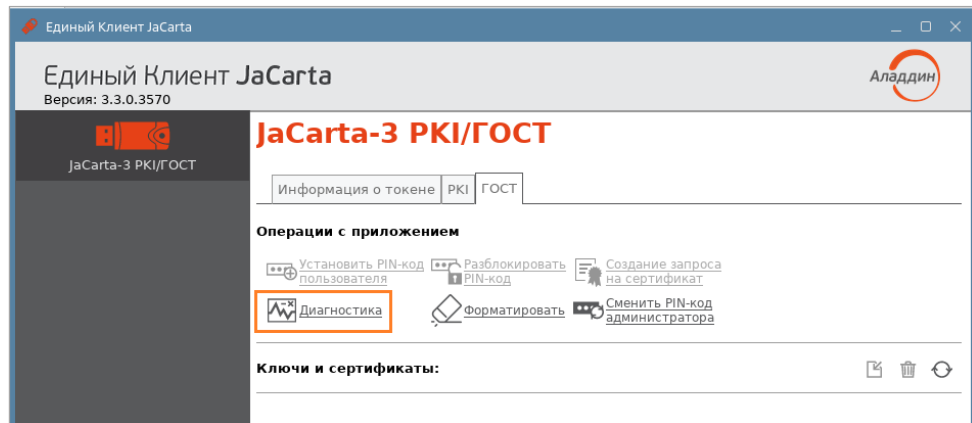 Единый Клиент JaCarta
Единый Клиент JaCarta
Версия: 3.3.0.3570
Аладдин
JaCarta-3 PKI/ГОСТ
JaCarta-3 PKI/ГОСТ
Информация о токене PKI ГОСТ
Операции с приложением
Установить PIN-код
пользователя
Разблокировать
PIN-код
Создание запроса
на сертификат
Диагностика
Форматировать
Сменить PIN-код
администратора
Ключи и сертификаты: